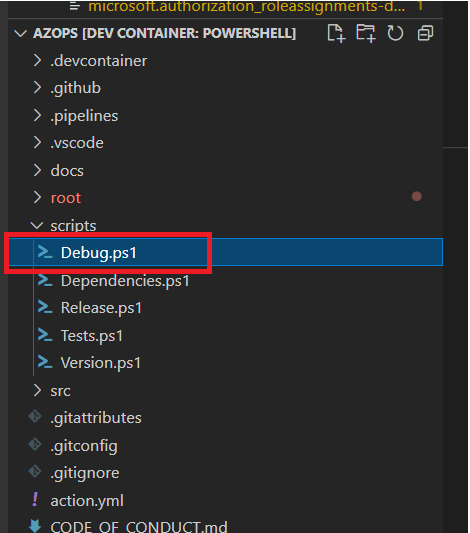 microsoft.authorization_roleassignments-d... 1
AZOPS [DEV CONTAINER: POWERSHELL]
.devcontainer
.github
.pipelines
.vscode
docs
root
scripts
Debug.ps1
Dependencies.ps1
Release.ps1
Tests.ps1
Version.ps1
src
.gitattributes
.gitconfig
.gitignore
action.yml
CODE_OF_CONDUCT.md